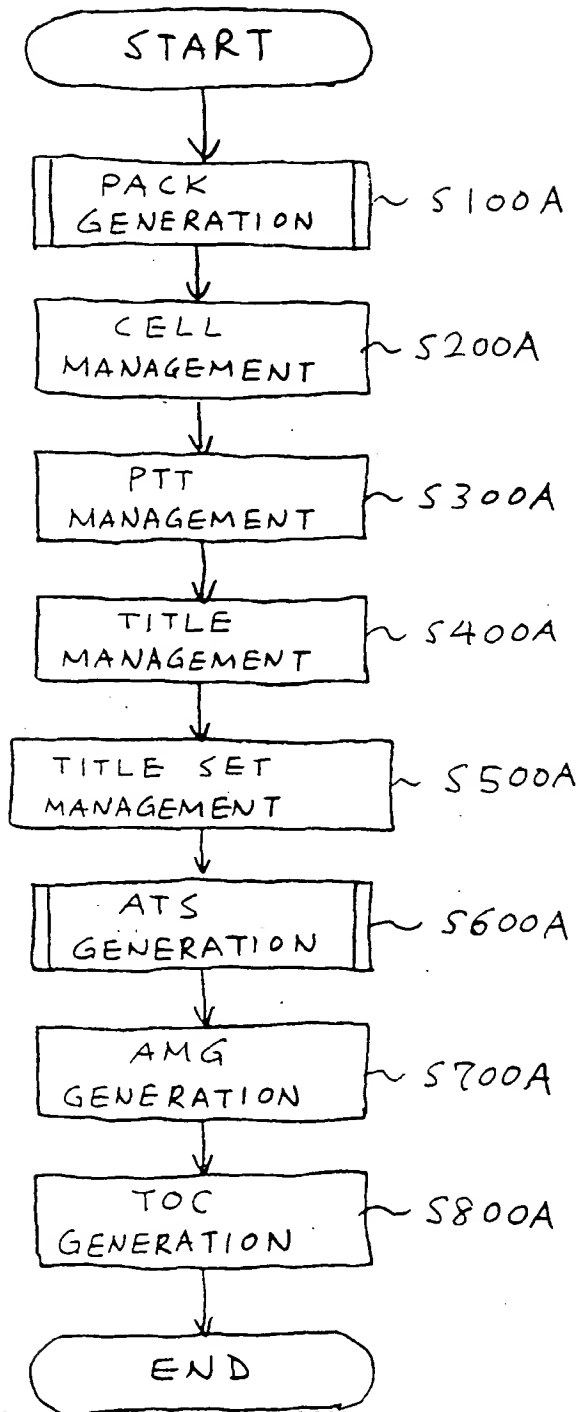 START
PACK
GENERATION
S100A
CELL
MANAGEMENT
S200A
PTT
MANAGEMENT
S300A
TITLE
MANAGEMENT
S400A
TITLE SET
MANAGEMENT
S500A
ATS
GENERATION
S600A
AMG
GENERATION
S700A
TOC
GENERATION
S800A
END